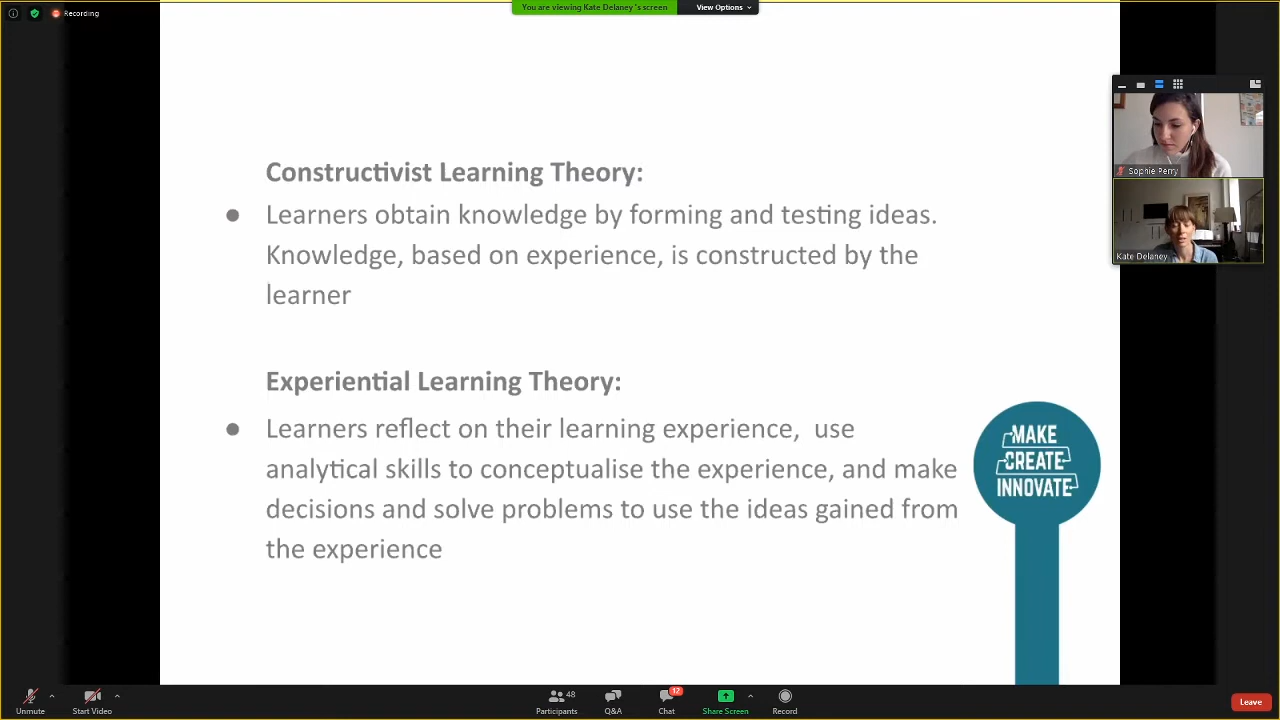 Recording
You are viewing Kate Delaney 's screen
View Options
Constructivist Learning Theory:
● Learners obtain knowledge by forming and testing ideas.
Knowledge, based on experience, is constructed by the
learner
Experiential Learning Theory:
● Learners reflect on their learning experience,  use
analytical skills to conceptualise the experience, and make
decisions and solve problems to use the ideas gained from
the experience
MAKE
CREATE
INNOVATE
Sophie Perry
Kate Delaney
Unmute
Start Video
48
Participants
Q&A
12
Chat
Share Screen
Record
Leave